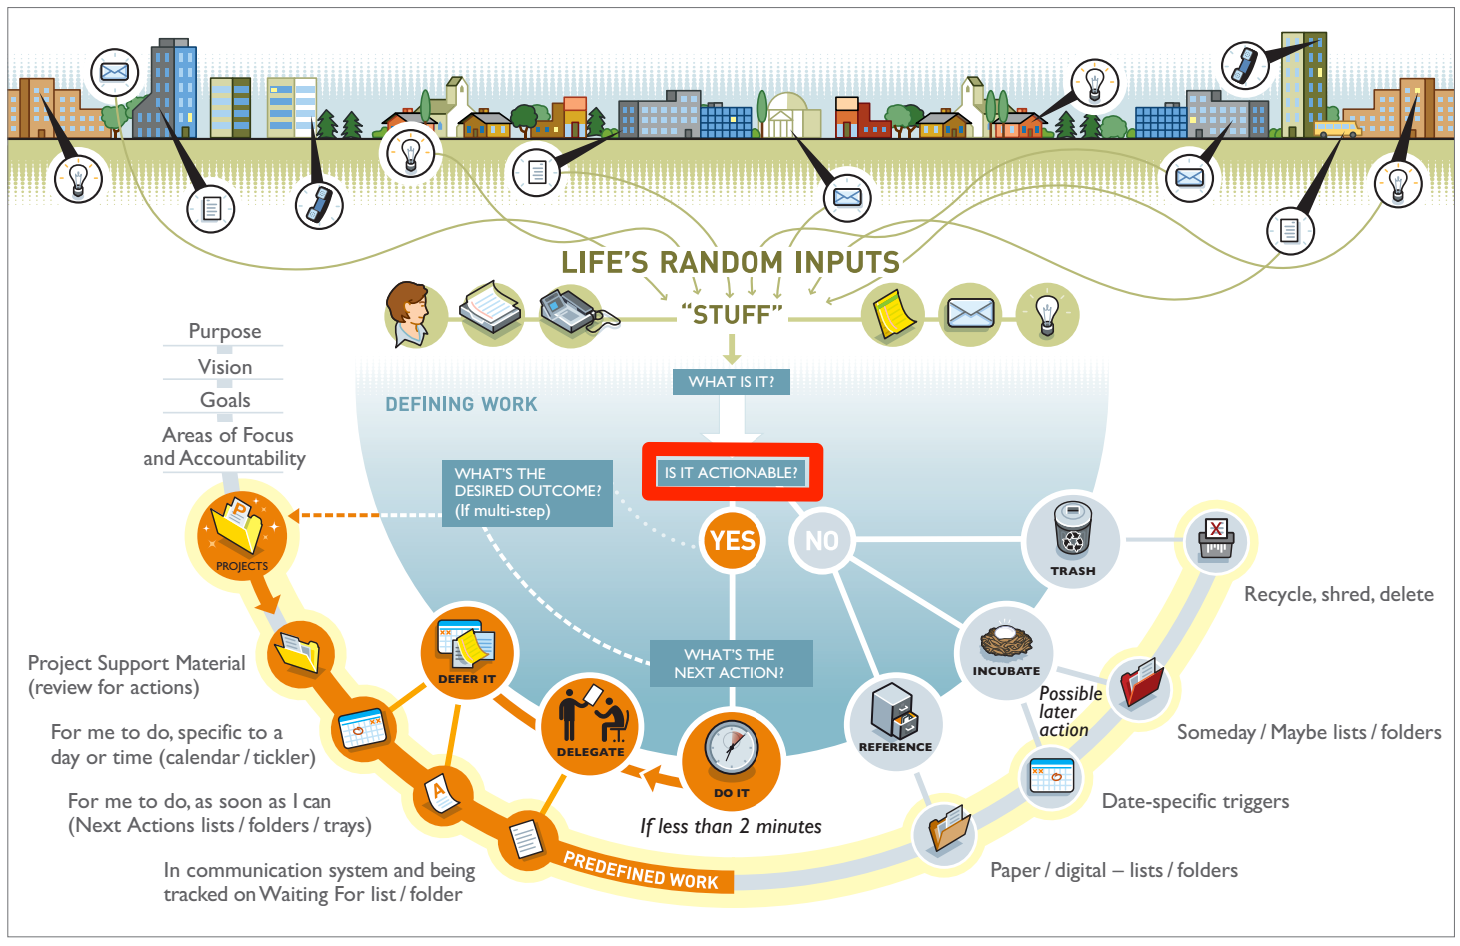 LIFE'S RANDOM INPUTS
“STUFF”
Purpose
Vision
Goals
Areas of Focus
and Accountability
WHAT IS IT?
DEFINING WORK
IS IT ACTIONABLE?
WHAT'S THE
DESIRED OUTCOME?
(If multi-step)
YES
NO
P
PROJECTS
TRASH
X
Recycle, shred, delete
Project Support Material
(review for actions)
DEFER IT
WHAT'S THE
NEXT ACTION?
INCUBATE
Possible
later
action
Someday / Maybe lists / folders
For me to do, specific to a
day or time (calendar / tickler)
DELEGATE
REFERENCE
DO IT
If less than 2 minutes
For me to do, as soon as I can
(Next Actions lists / folders / trays)
A
Date-specific triggers
In communication system and being
tracked on Waiting For list / folder
PREDEFINED WORK
Paper / digital – lists / folders